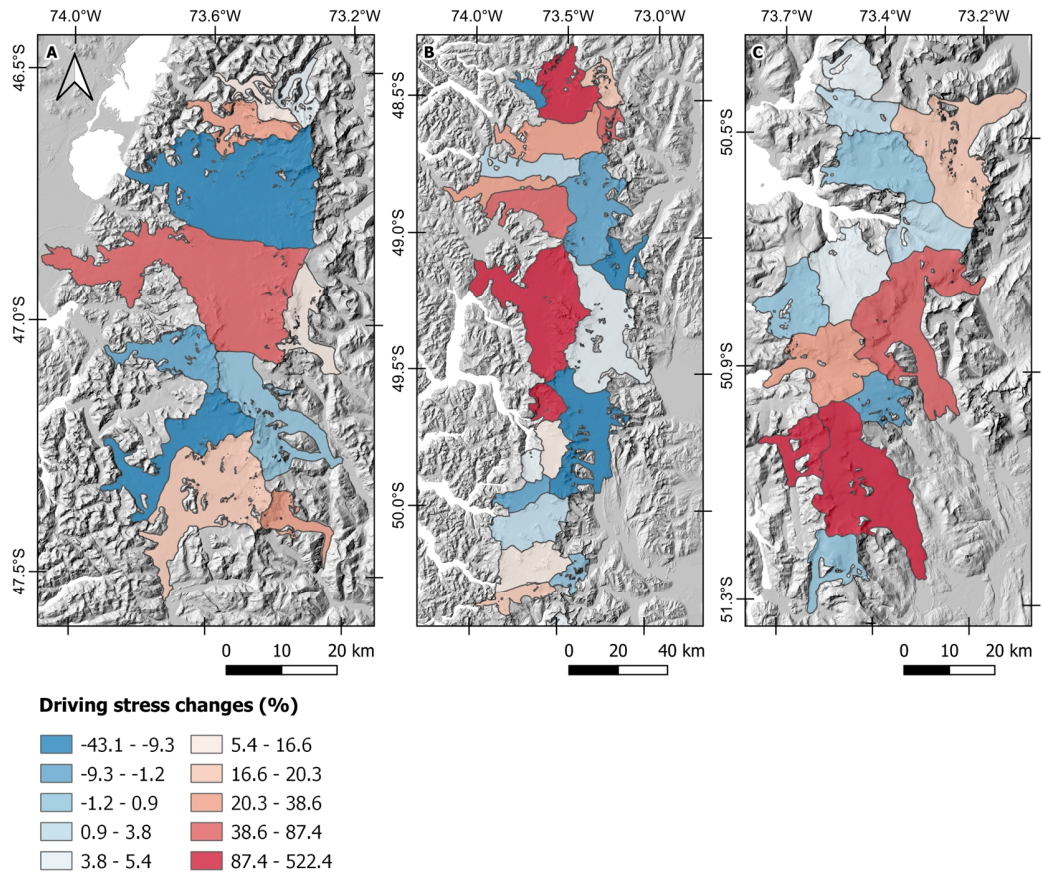 74.0°W 73.6°W 73.2°W
74.0°W 73.5°W 73.0°W
73.7°W 73.4°W 73.2°W
A
B
C
46.5°S
47.0°S
47.5°S
48.5°S
49.0°S
49.5°S
50.0°S
50.5°S
50.9°S
51.3°S
0 10 20 km
0 20 40 km
0 10 20 km
Driving stress changes (%)
-43.1 - -9.3
-9.3 - -1.2
-1.2 - 0.9
0.9 - 3.8
3.8 - 5.4
5.4 - 16.6
16.6 - 20.3
20.3 - 38.6
38.6 - 87.4
87.4 - 522.4